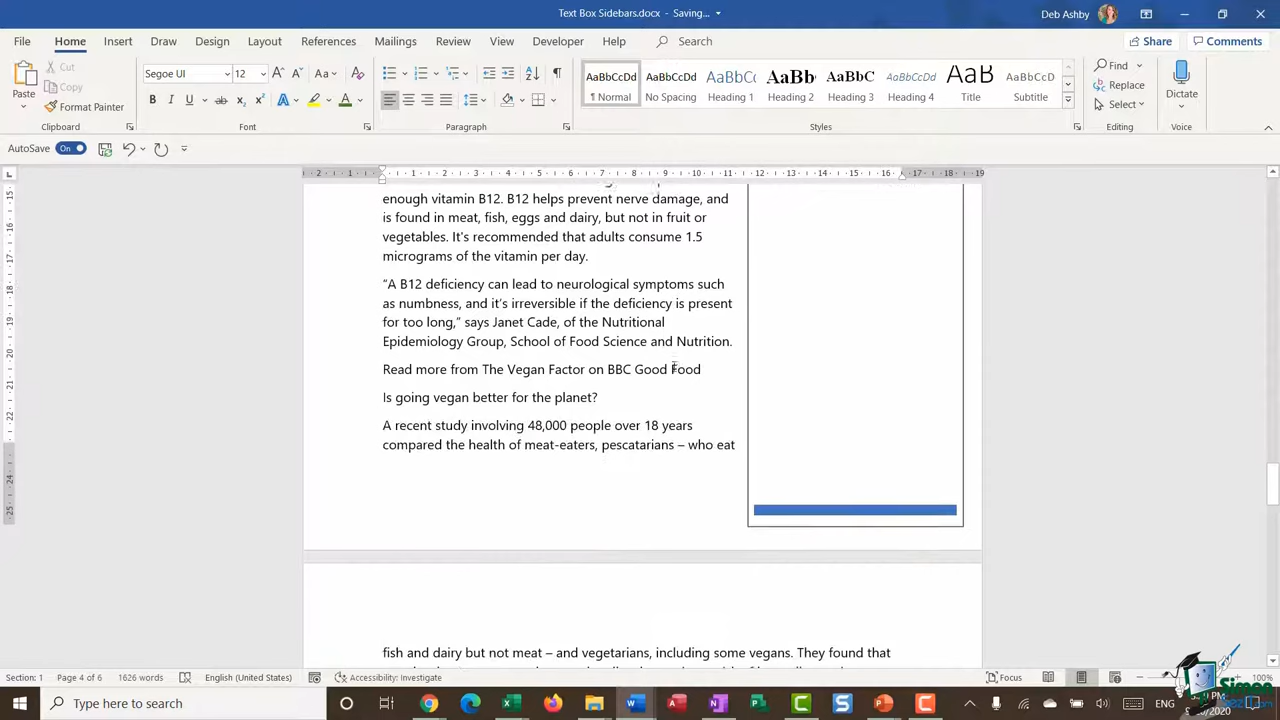 Text Box Sidebars.docx - Saving...
Deb Ashby
File Home Insert Draw Design Layout References Mailings Review View Developer Help Search Share Comments
Paste Cut Copy Format Painter
Segoe UI 12
AaBbCcDd AaBbCcDd AaBbCc AaBb AaBbC AaBbCcDd AaB AaBbCcDd
¶ Normal No Spacing Heading 1 Heading 2 Heading 3 Heading 4 Title Subtitle
Find Replace Select Dictate
Clipboard Font Paragraph Styles Editing Voice
AutoSave On
enough vitamin B12. B12 helps prevent nerve damage, and
is found in meat, fish, eggs and dairy, but not in fruit or
vegetables. It's recommended that adults consume 1.5
micrograms of the vitamin per day.
“A B12 deficiency can lead to neurological symptoms such
as numbness, and it’s irreversible if the deficiency is present
for too long,” says Janet Cade, of the Nutritional
Epidemiology Group, School of Food Science and Nutrition.
Read more from The Vegan Factor on BBC Good Food
Is going vegan better for the planet?
A recent study involving 48,000 people over 18 years
compared the health of meat-eaters, pescatarians – who eat
fish and dairy but not meat – and vegetarians, including some vegans. They found that
Section: 1 Page 4 of 6 1626 words English (United States) Accessibility: Investigate Focus 100%
Type here to search ENG